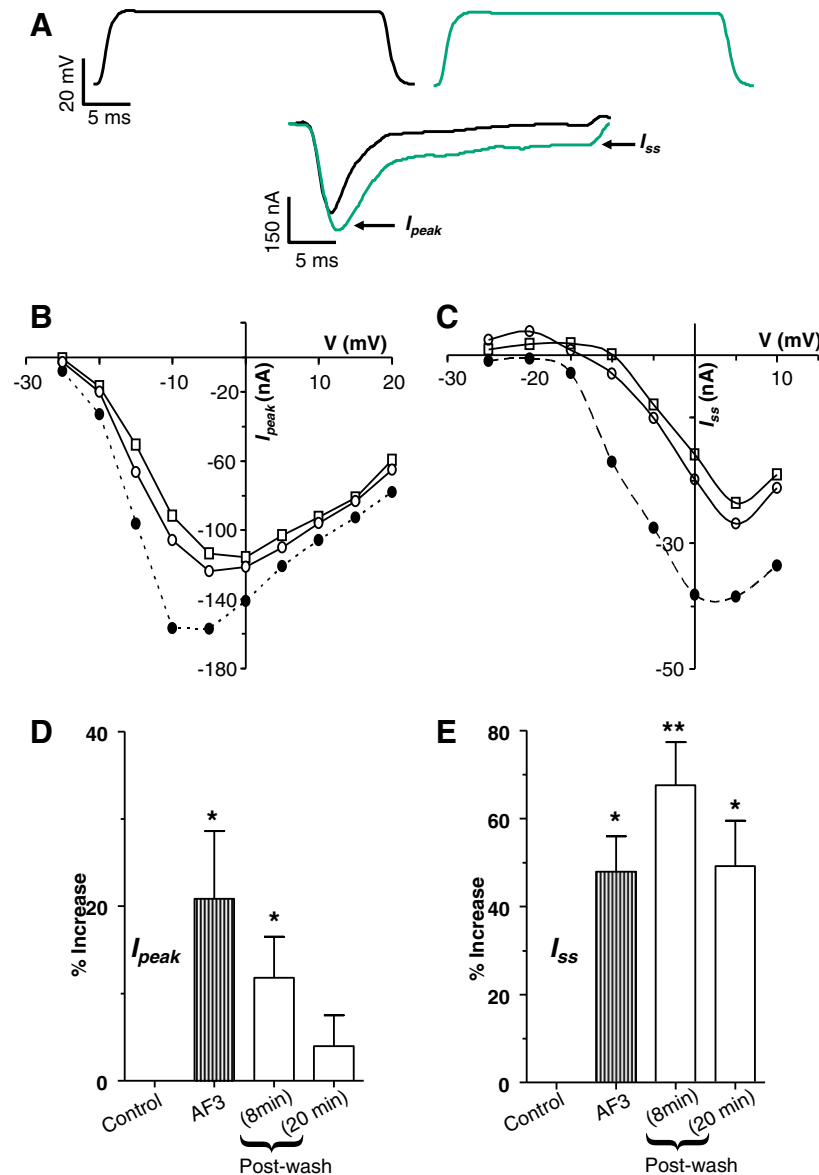 A
20 mV
5 ms
I_ss
150 nA
I_peak
5 ms
B
V (mV)
-30
-10
10
20
-20
-60
-100
-140
-180
I_peak (nA)
C
V (mV)
-30
-20
10
I_ss (nA)
-30
-50
D
40
20
0
% Increase
I_peak
*
*
Control
AF3
(8min)
(20 min)
Post-wash
E
80
60
40
20
0
% Increase
I_ss
*
**
*
Control
AF3
(8min)
(20 min)
Post-wash